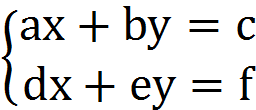 ax + by = c
dx + ey = f